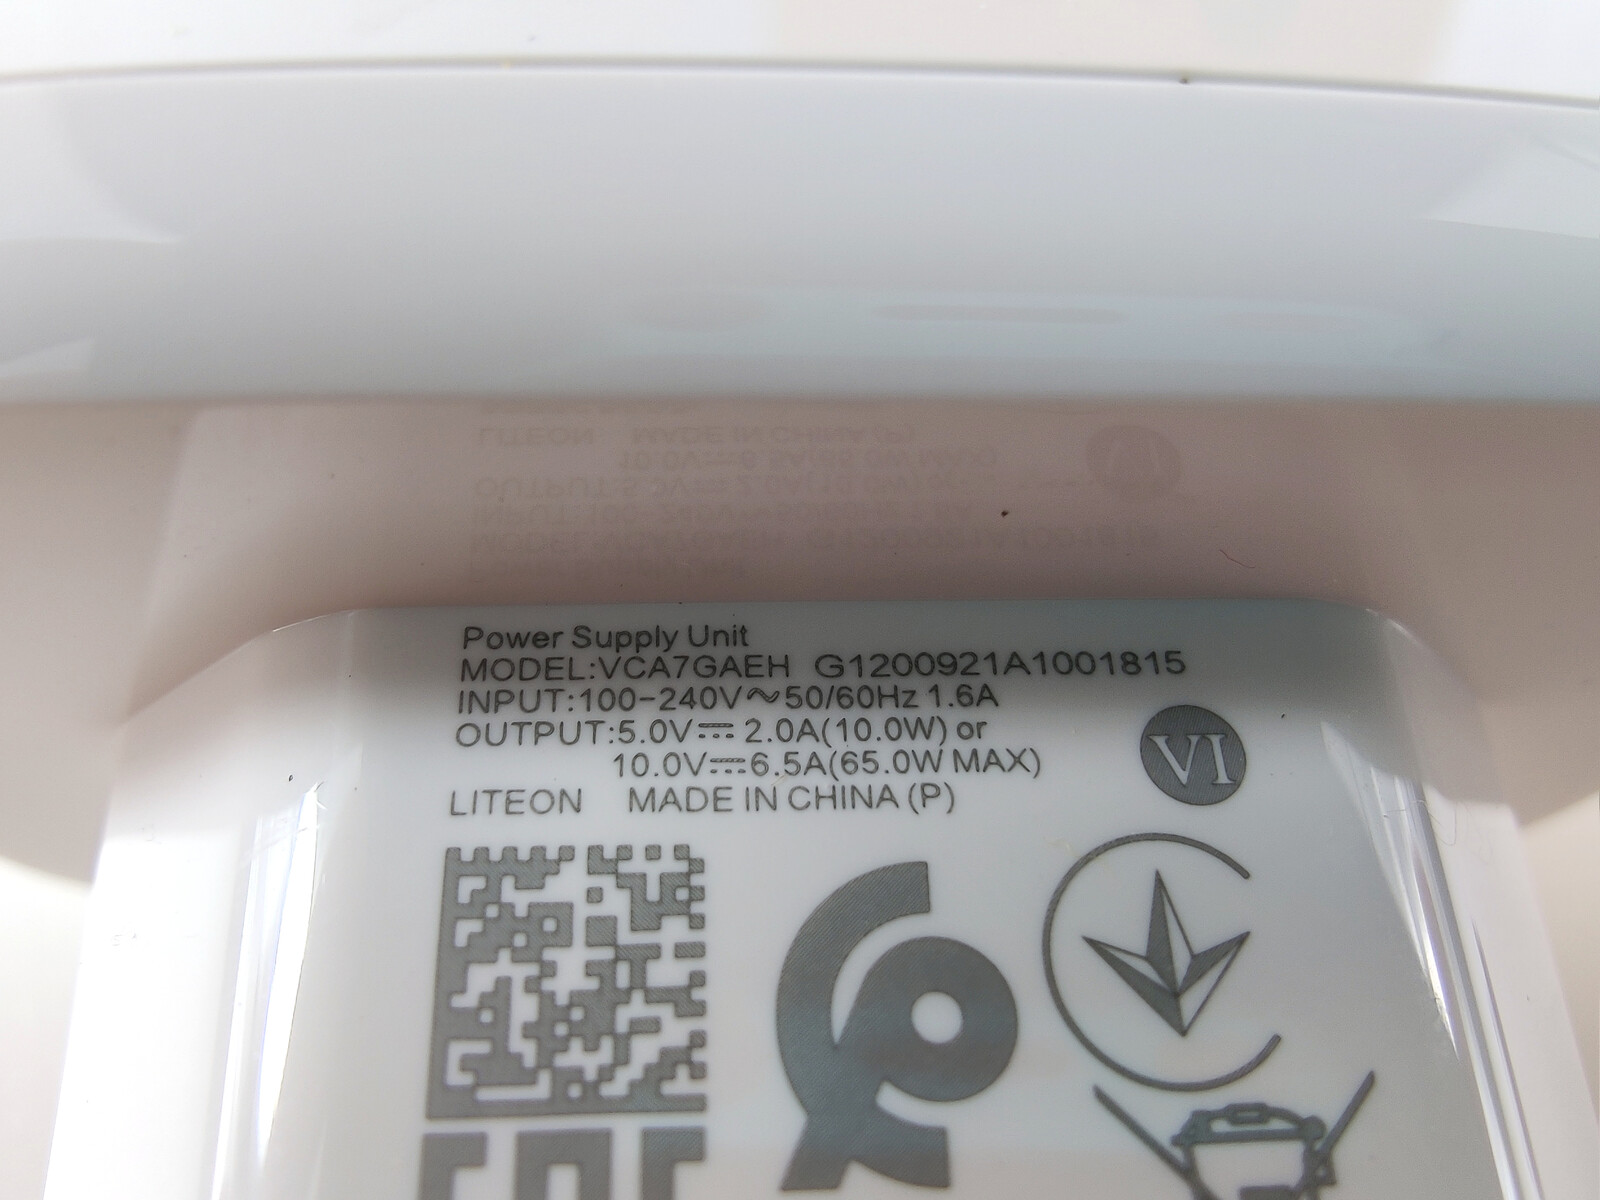 Power Supply Unit
MODEL:VCA7GAEH G1200921A1001815
INPUT:100-240V~50/60Hz 1.6A
OUTPUT:5.0V⎓2.0A(10.0W) or
10.0V⎓6.5A(65.0W MAX)
VI
LITEON MADE IN CHINA (P)